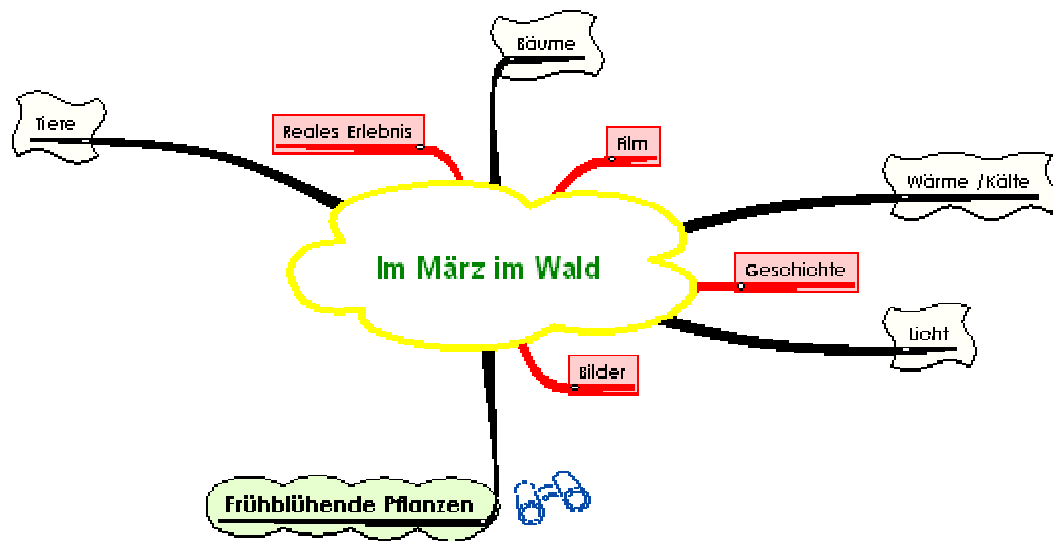 Bäume
Tiere
Reales Erlebnis
Film
Wärme /Kälte
Im März im Wald
Geschichte
Licht
Bilder
Frühblühende Pflanzen